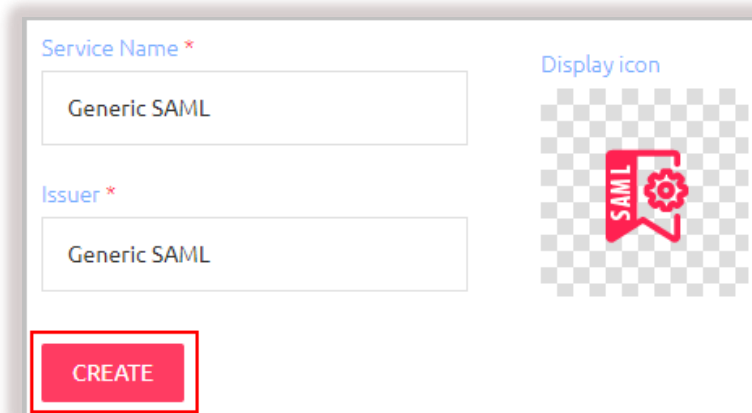 Service Name *
Generic SAML
Issuer *
Generic SAML
CREATE
Display icon
SAML